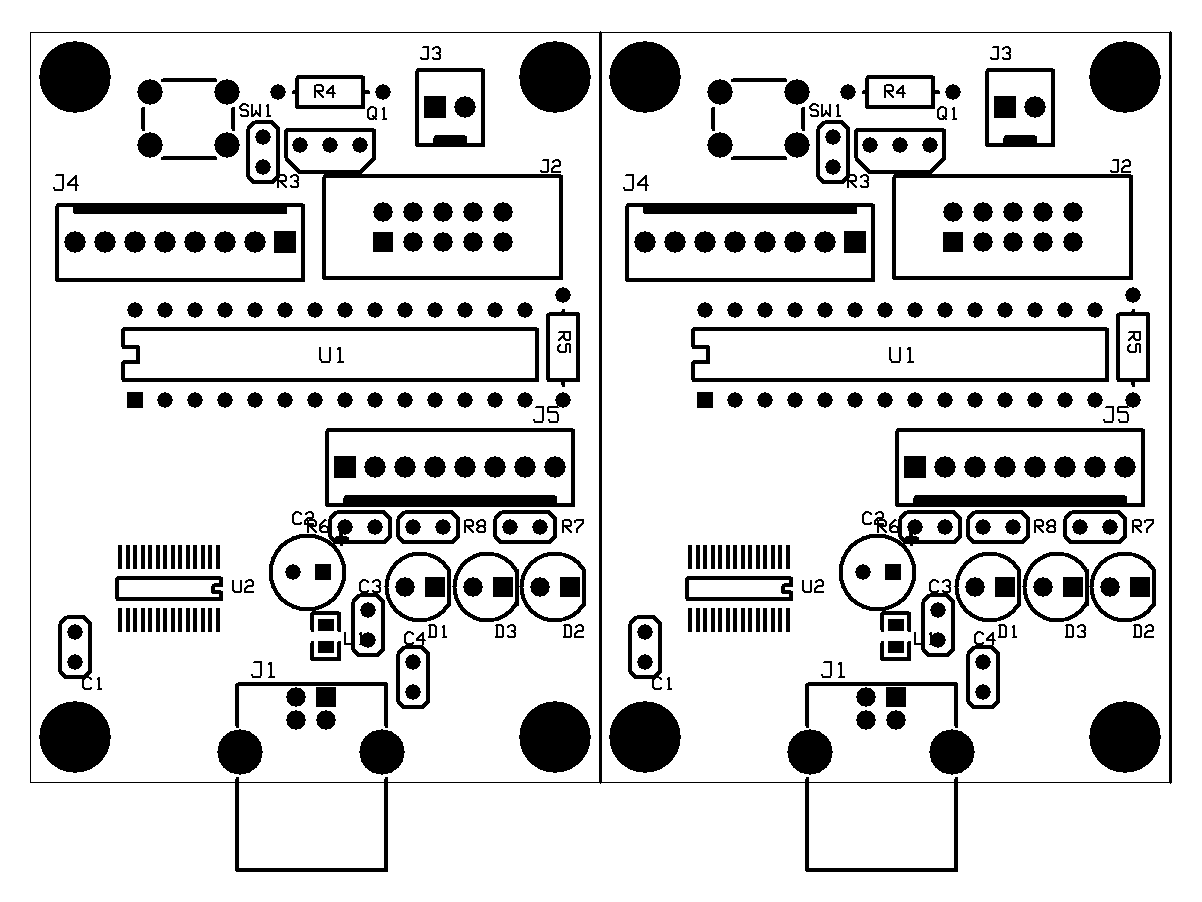 J3 J3
R4 R4
SW1 Q1 SW1 Q1
J2 J2
J4 R3 J4 R3
R5 R5
U1 U1
J5 J5
C2 R6 R8 R7 C2 R6 R8 R7
+ +
U2 C3 U2 C3
D1 D3 D2 D1 D3 D2
L1 C4 L1 C4
J1 J1
C1 C1